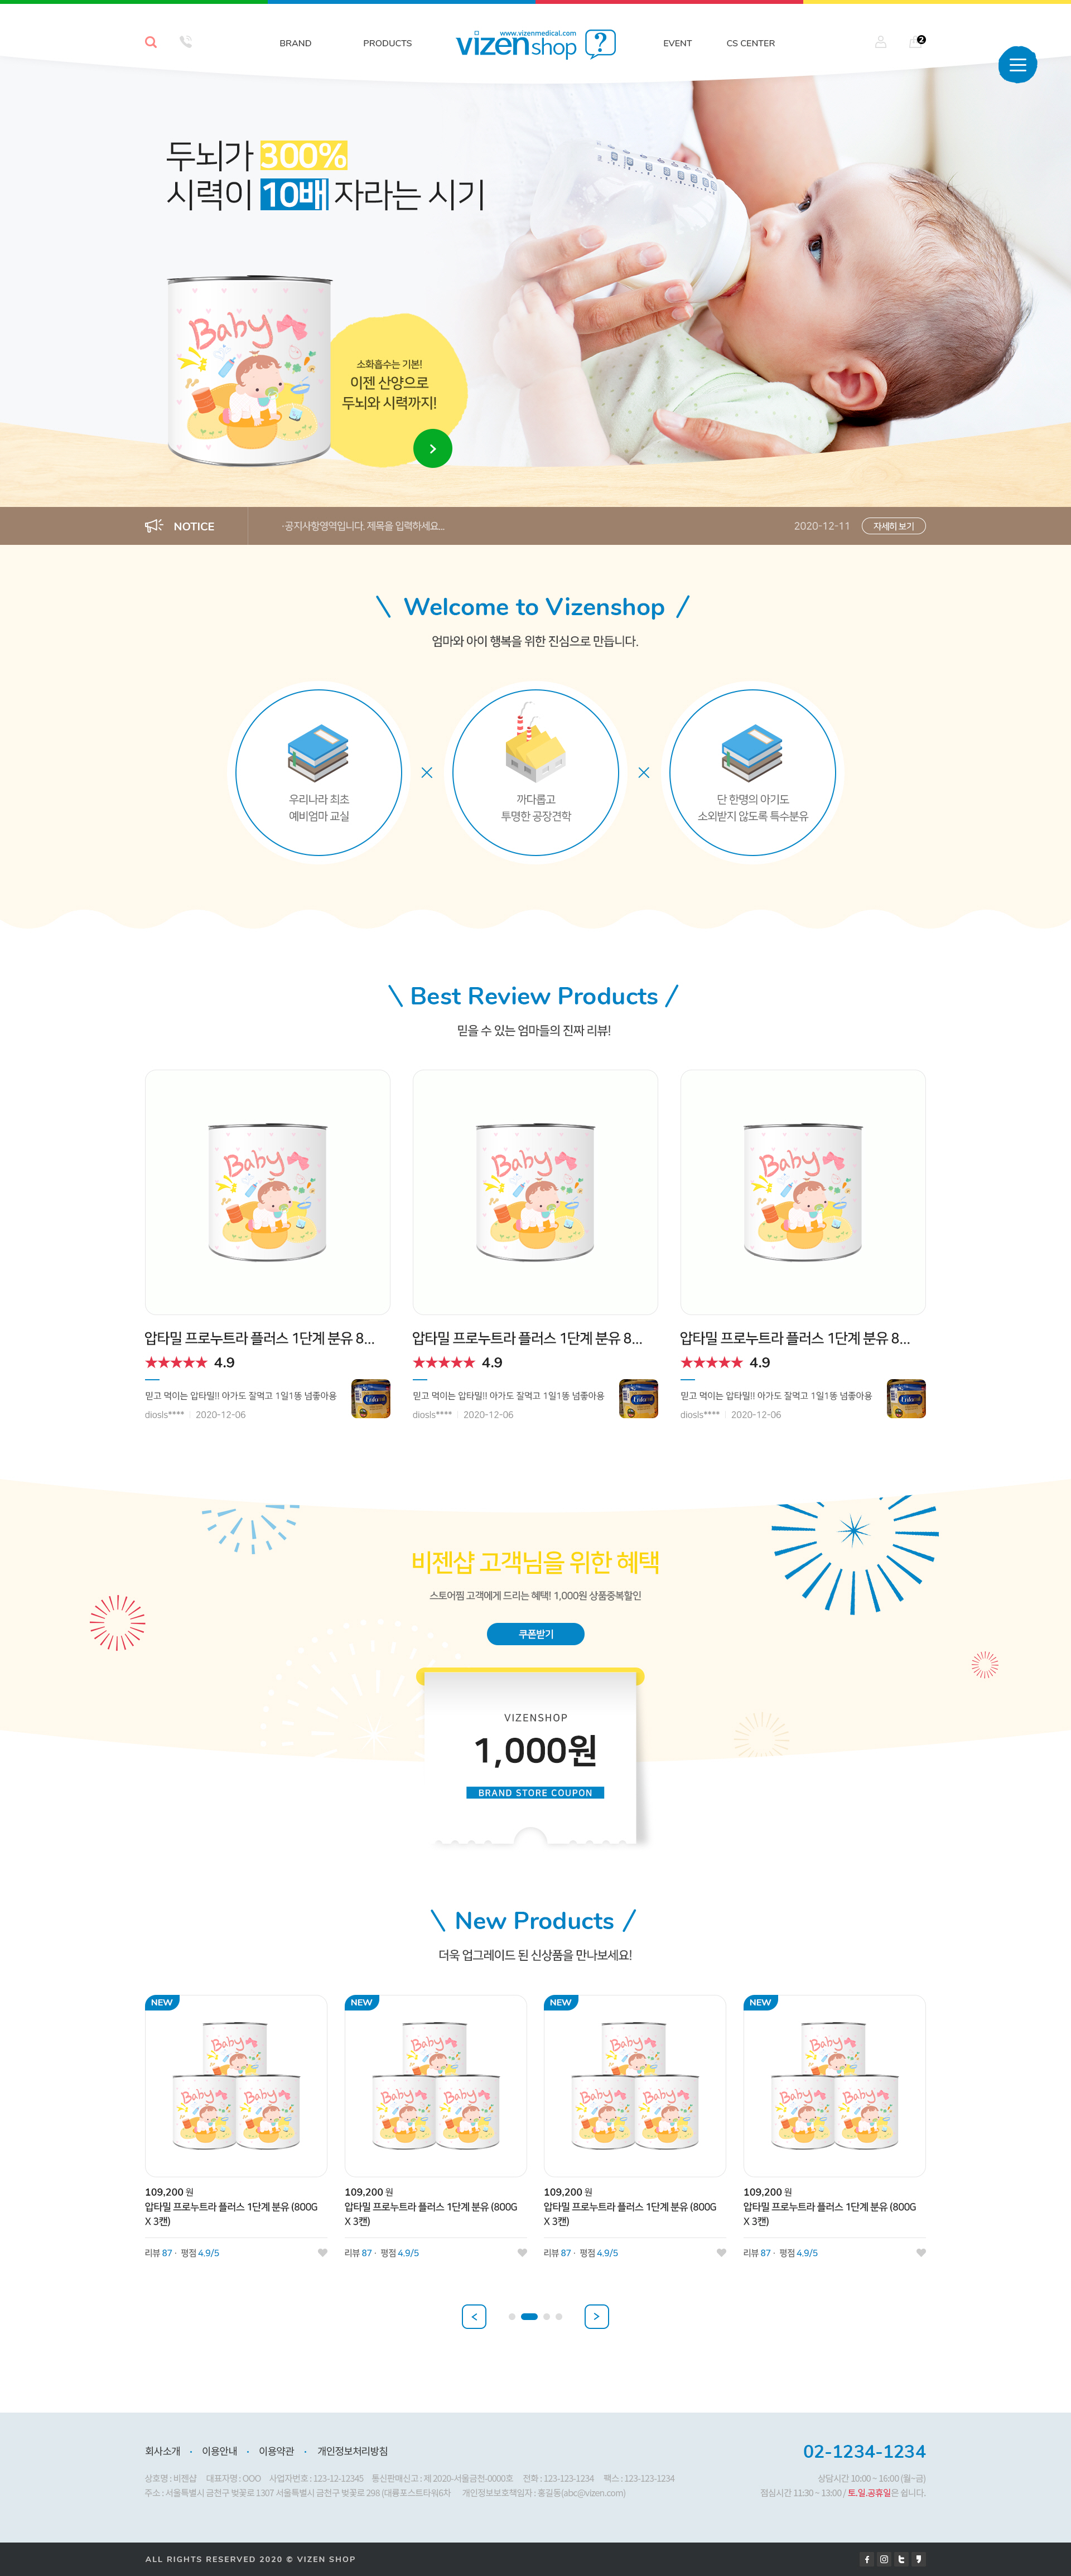 BRAND
PRODUCTS
www.vizenmedical.com
vizenshop
?
EVENT
CS CENTER
2
두뇌가 300%
시력이 10배 자라는 시기
Baby
소화흡수는 기본!
이젠 산양으로
두뇌와 시력까지!
NOTICE
·공지사항영역입니다. 제목을 입력하세요...
2020-12-11
자세히 보기
Welcome to Vizenshop
엄마와 아이 행복을 위한 진심으로 만듭니다.
우리나라 최초
예비엄마 교실
까다롭고
투명한 공장견학
단 한명의 아기도
소외받지 않도록 특수분유
Best Review Products
믿을 수 있는 엄마들의 진짜 리뷰!
Baby
Baby
Baby
압타밀 프로누트라 플러스 1단계 분유 8...
★★★★★ 4.9
믿고 먹이는 압타밀!! 아가도 잘먹고 1일1똥 넘좋아용
diosls**** | 2020-12-06
Enfamil
압타밀 프로누트라 플러스 1단계 분유 8...
★★★★★ 4.9
믿고 먹이는 압타밀!! 아가도 잘먹고 1일1똥 넘좋아용
diosls**** | 2020-12-06
Enfamil
압타밀 프로누트라 플러스 1단계 분유 8...
★★★★★ 4.9
믿고 먹이는 압타밀!! 아가도 잘먹고 1일1똥 넘좋아용
diosls**** | 2020-12-06
Enfamil
비젠샵 고객님을 위한 혜택
스토어찜 고객에게 드리는 혜택! 1,000원 상품중복할인
쿠폰받기
VIZENSHOP
1,000원
BRAND STORE COUPON
New Products
더욱 업그레이드 된 신상품을 만나보세요!
NEW
Baby
Baby
Baby
109,200 원
압타밀 프로누트라 플러스 1단계 분유 (800G
X 3캔)
리뷰 87 · 평점 4.9/5
NEW
Baby
Baby
Baby
109,200 원
압타밀 프로누트라 플러스 1단계 분유 (800G
X 3캔)
리뷰 87 · 평점 4.9/5
NEW
Baby
Baby
Baby
109,200 원
압타밀 프로누트라 플러스 1단계 분유 (800G
X 3캔)
리뷰 87 · 평점 4.9/5
NEW
Baby
Baby
Baby
109,200 원
압타밀 프로누트라 플러스 1단계 분유 (800G
X 3캔)
리뷰 87 · 평점 4.9/5
회사소개 · 이용안내 · 이용약관 · 개인정보처리방침
상호명 : 비젠샵 대표자명 : OOO 사업자번호 : 123-12-12345 통신판매신고 : 제 2020-서울금천-0000호 전화 : 123-123-1234 팩스 : 123-123-1234
주소 : 서울특별시 금천구 벚꽃로 1307 서울특별시 금천구 벚꽃로 298 (대륭포스트타워6차 개인정보보호책임자 : 홍길동(abc@vizen.com)
02-1234-1234
상담시간 10:00 ~ 16:00 (월~금)
점심시간 11:30 ~ 13:00 / 토.일.공휴일은 쉽니다.
ALL RIGHTS RESERVED 2020 © VIZEN SHOP